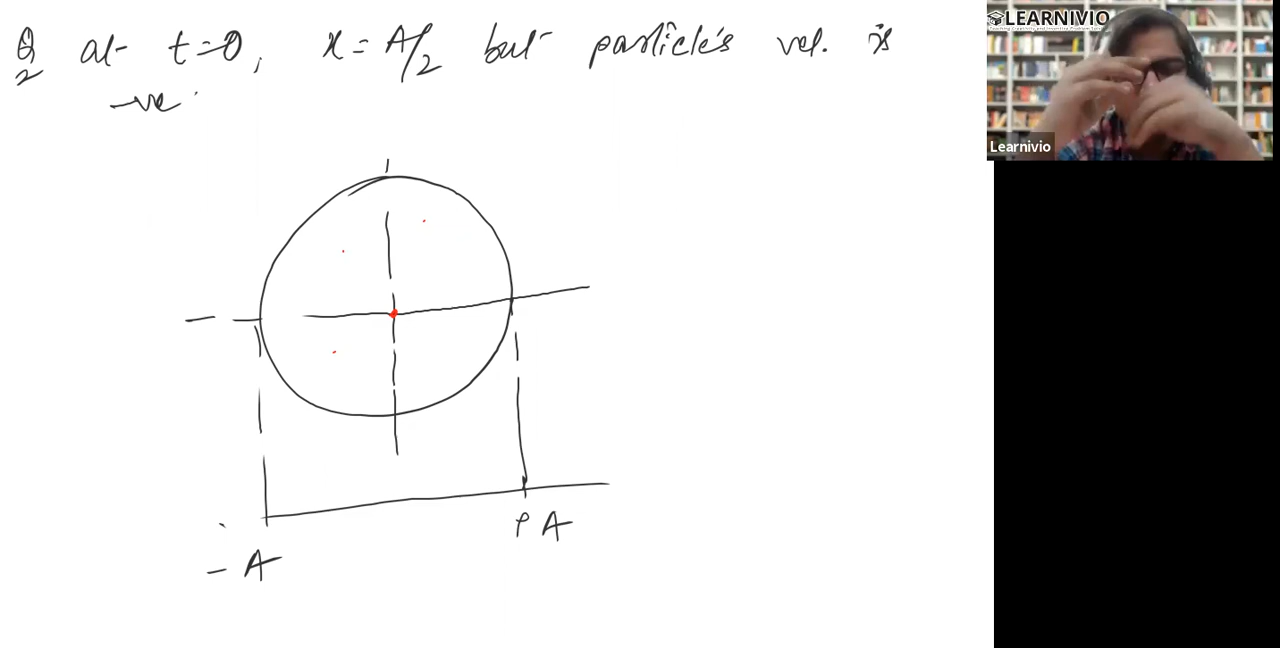 Q2 at t=0, x = A/2 but particle's vel. is
-ve
LEARNIVIO
Learnivio
P A
- A